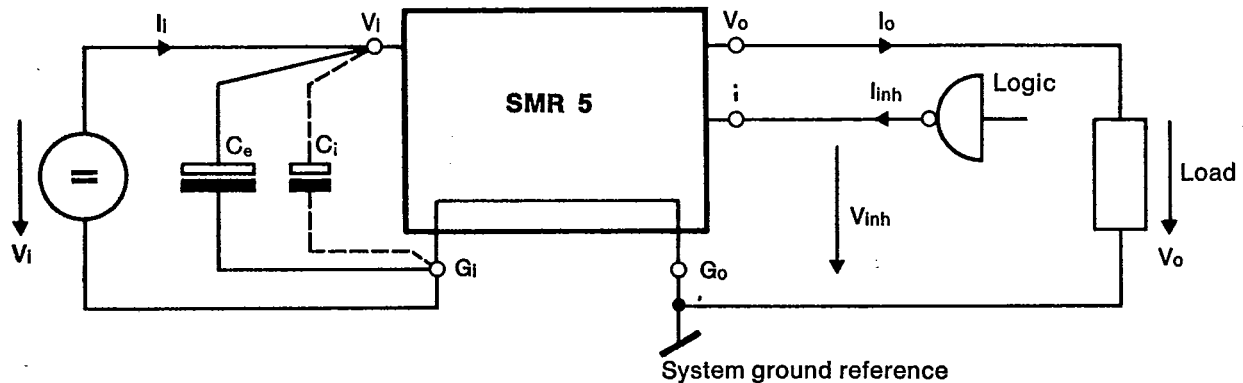 Ii
Vi
Vo
Io
SMR 5
i
Iinh
Logic
Ce
Ci
=
Vi
Load
Vinh
Vo
Gi
Go
System ground reference